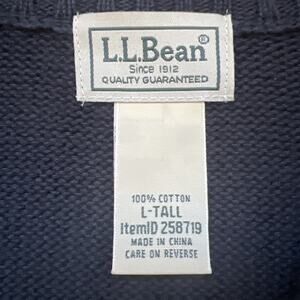 L.L.Bean®
Since 1912
QUALITY GUARANTEED
100% COTTON
L-TALL
ItemID 258719
MADE IN CHINA
CARE ON REVERSE